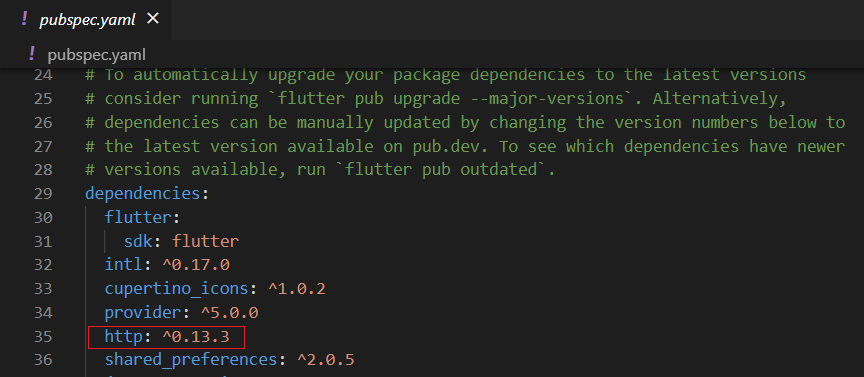 ! pubspec.yaml ×
! pubspec.yaml
24 # To automatically upgrade your package dependencies to the latest versions
25 # consider running `flutter pub upgrade --major-versions`. Alternatively,
26 # dependencies can be manually updated by changing the version numbers below to
27 # the latest version available on pub.dev. To see which dependencies have newer
28 # versions available, run `flutter pub outdated`.
29 dependencies:
30 flutter:
31 sdk: flutter
32 intl: ^0.17.0
33 cupertino_icons: ^1.0.2
34 provider: ^5.0.0
35 http: ^0.13.3
36 shared_preferences: ^2.0.5